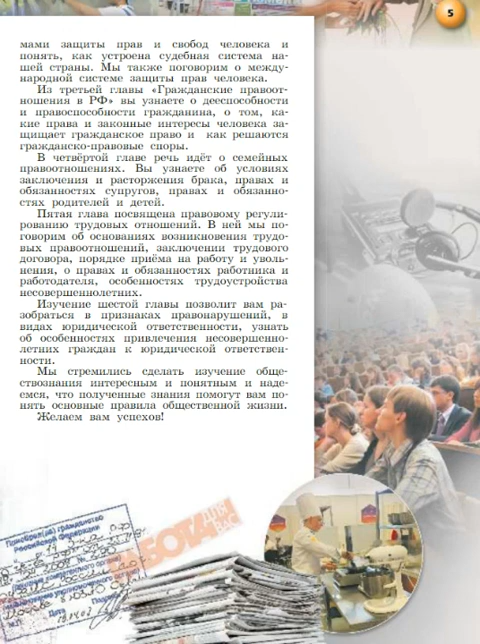 5
мами защиты прав и свобод человека и
понять, как устроена судебная система на-
шей страны. Мы также поговорим о между-
народной системе защиты прав человека.
Из третьей главы «Гражданские правоот-
ношения в РФ» вы узнаете о дееспособности
и правоспособности гражданина, о том, ка-
кие права и законные интересы человека за-
щищает гражданское право и как решаются
гражданско-правовые споры.
В четвёртой главе речь идёт о семейных
правоотношениях. Вы узнаете об условиях
заключения и расторжения брака, правах и
обязанностях супругов, правах и обязанно-
стях родителей и детей.
Пятая глава посвящена правовому регули-
рованию трудовых отношений. В ней мы по-
говорим об основаниях возникновения трудо-
вых правоотношений, заключении трудового
договора, порядке приёма на работу и уволь-
нения, о правах и обязанностях работника и
работодателя, особенностях трудоустройства
несовершеннолетних.
Изучение шестой главы позволит вам ра-
зобраться в признаках правонарушений, в
видах юридической ответственности, узнать
об особенностях привлечения несовершенно-
летних граждан к юридической ответствен-
ности.
Мы стремились сделать изучение обще-
ствознания интересным и понятным и наде-
емся, что полученные знания помогут вам по-
нять основные правила общественной жизни.
Желаем вам успехов!
Приобрел(ла) гражданство
Российской Федерации
РАБОТА ДЛЯ ВАС
Дата
М.П.